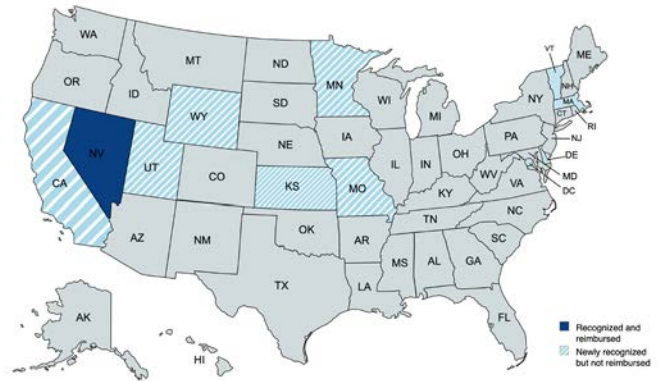 WA
MT
ND
MN
VT
ME
OR
ID
WY
SD
WI
MI
NY
NH
MA
CT
RI
NV
UT
CO
NE
IA
IL
IN
OH
PA
NJ
DE
MD
DC
CA
KS
MO
KY
WV
VA
AZ
NM
OK
AR
TN
NC
SC
TX
LA
MS
AL
GA
FL
AK
HI
Recognized and
reimbursed
Newly recognized
but not reimbursed